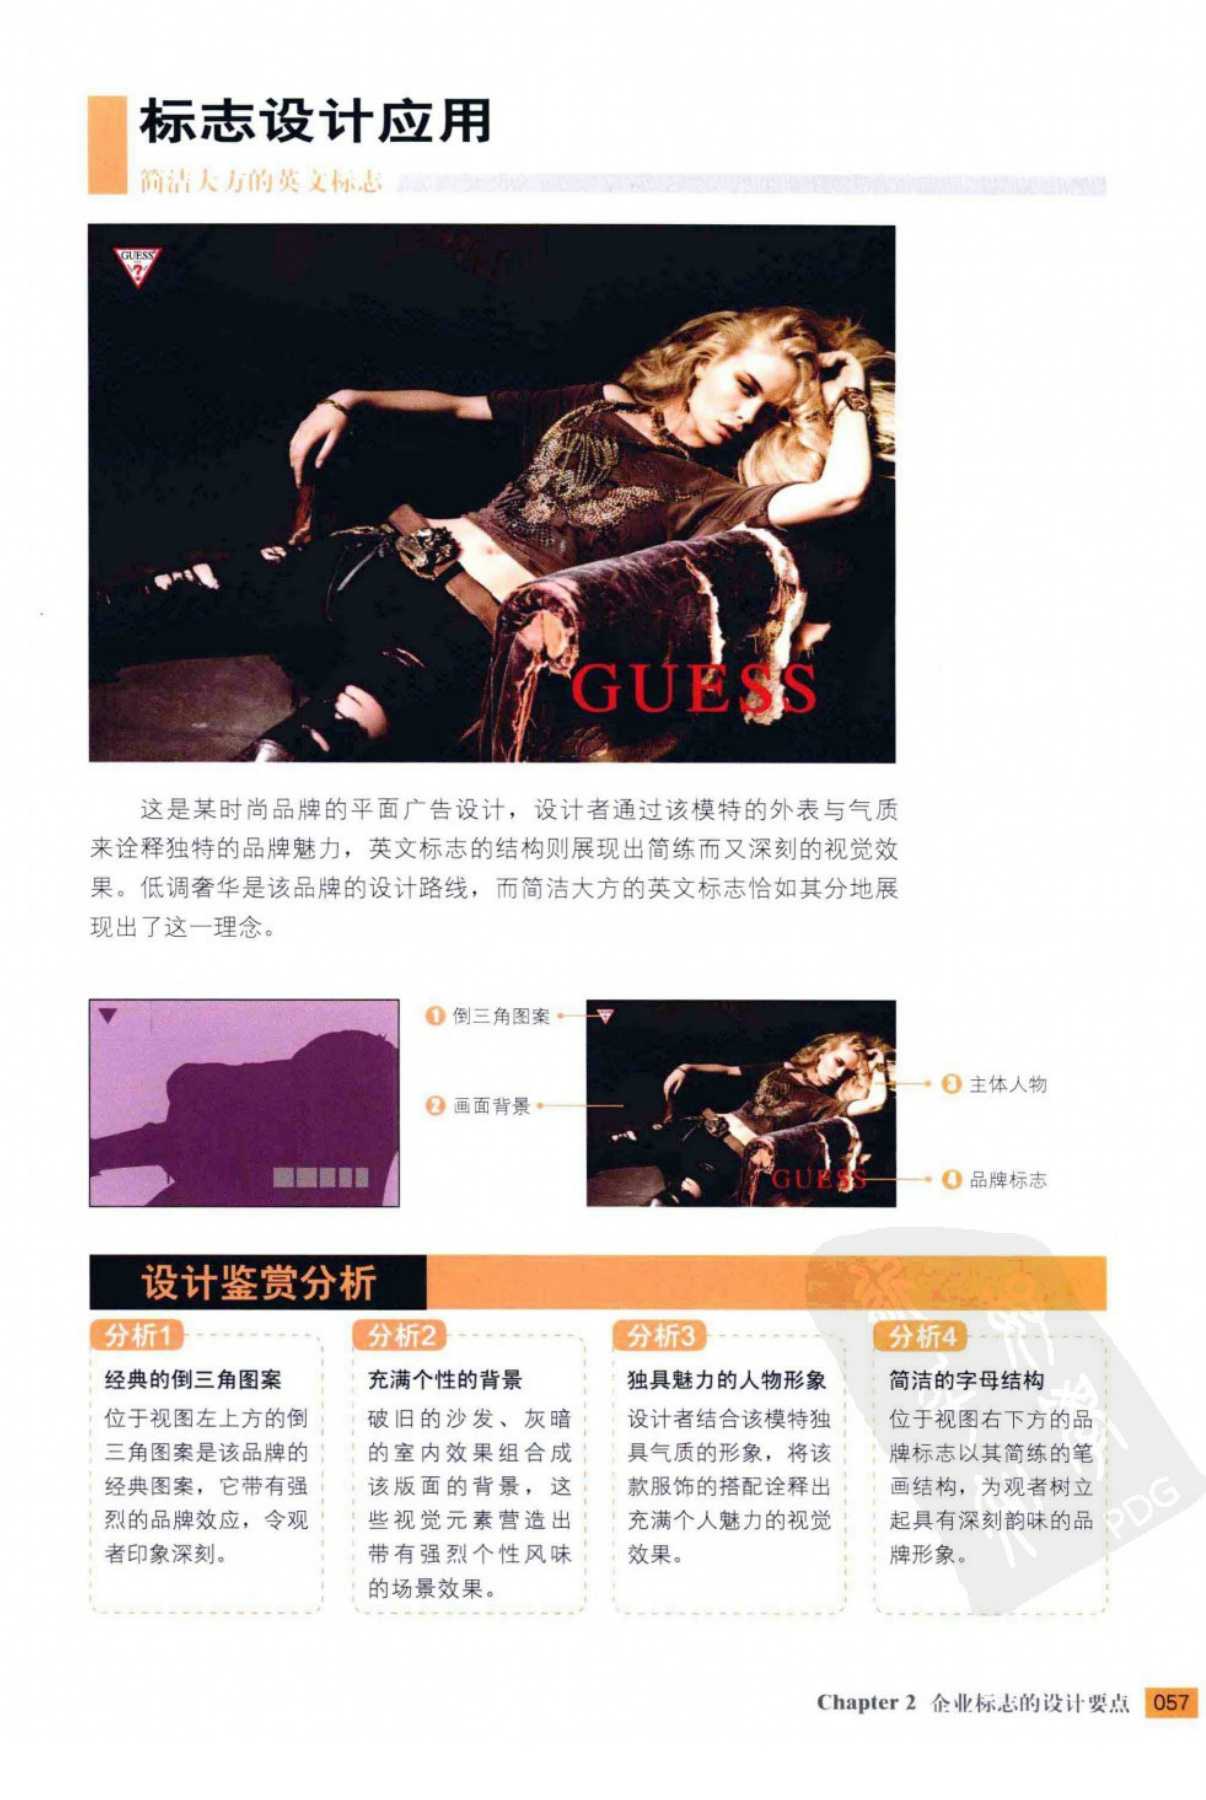 标志设计应用
简洁大方的英文标志
GUESS
?
GUESS
这是某时尚品牌的平面广告设计，设计者通过该模特的外表与气质
来诠释独特的品牌魅力，英文标志的结构则展现出简练而又深刻的视觉效
果。低调奢华是该品牌的设计路线，而简洁大方的英文标志恰如其分地展
现出了这一理念。
1 倒三角图案
2 画面背景
GUESS
3 主体人物
4 品牌标志
设计鉴赏分析
分析1
经典的倒三角图案
位于视图左上方的倒
三角图案是该品牌的
经典图案，它带有强
烈的品牌效应，令观
者印象深刻。
分析2
充满个性的背景
破旧的沙发、灰暗
的室内效果组合成
该版面的背景，这
些视觉元素营造出
带有强烈个性风味
的场景效果。
分析3
独具魅力的人物形象
设计者结合该模特独
具气质的形象，将该
款服饰的搭配诠释出
充满个人魅力的视觉
效果。
分析4
简洁的字母结构
位于视图右下方的品
牌标志以其简练的笔
画结构，为观者树立
起具有深刻韵味的品
牌形象。
PDG
Chapter 2 企业标志的设计要点 057